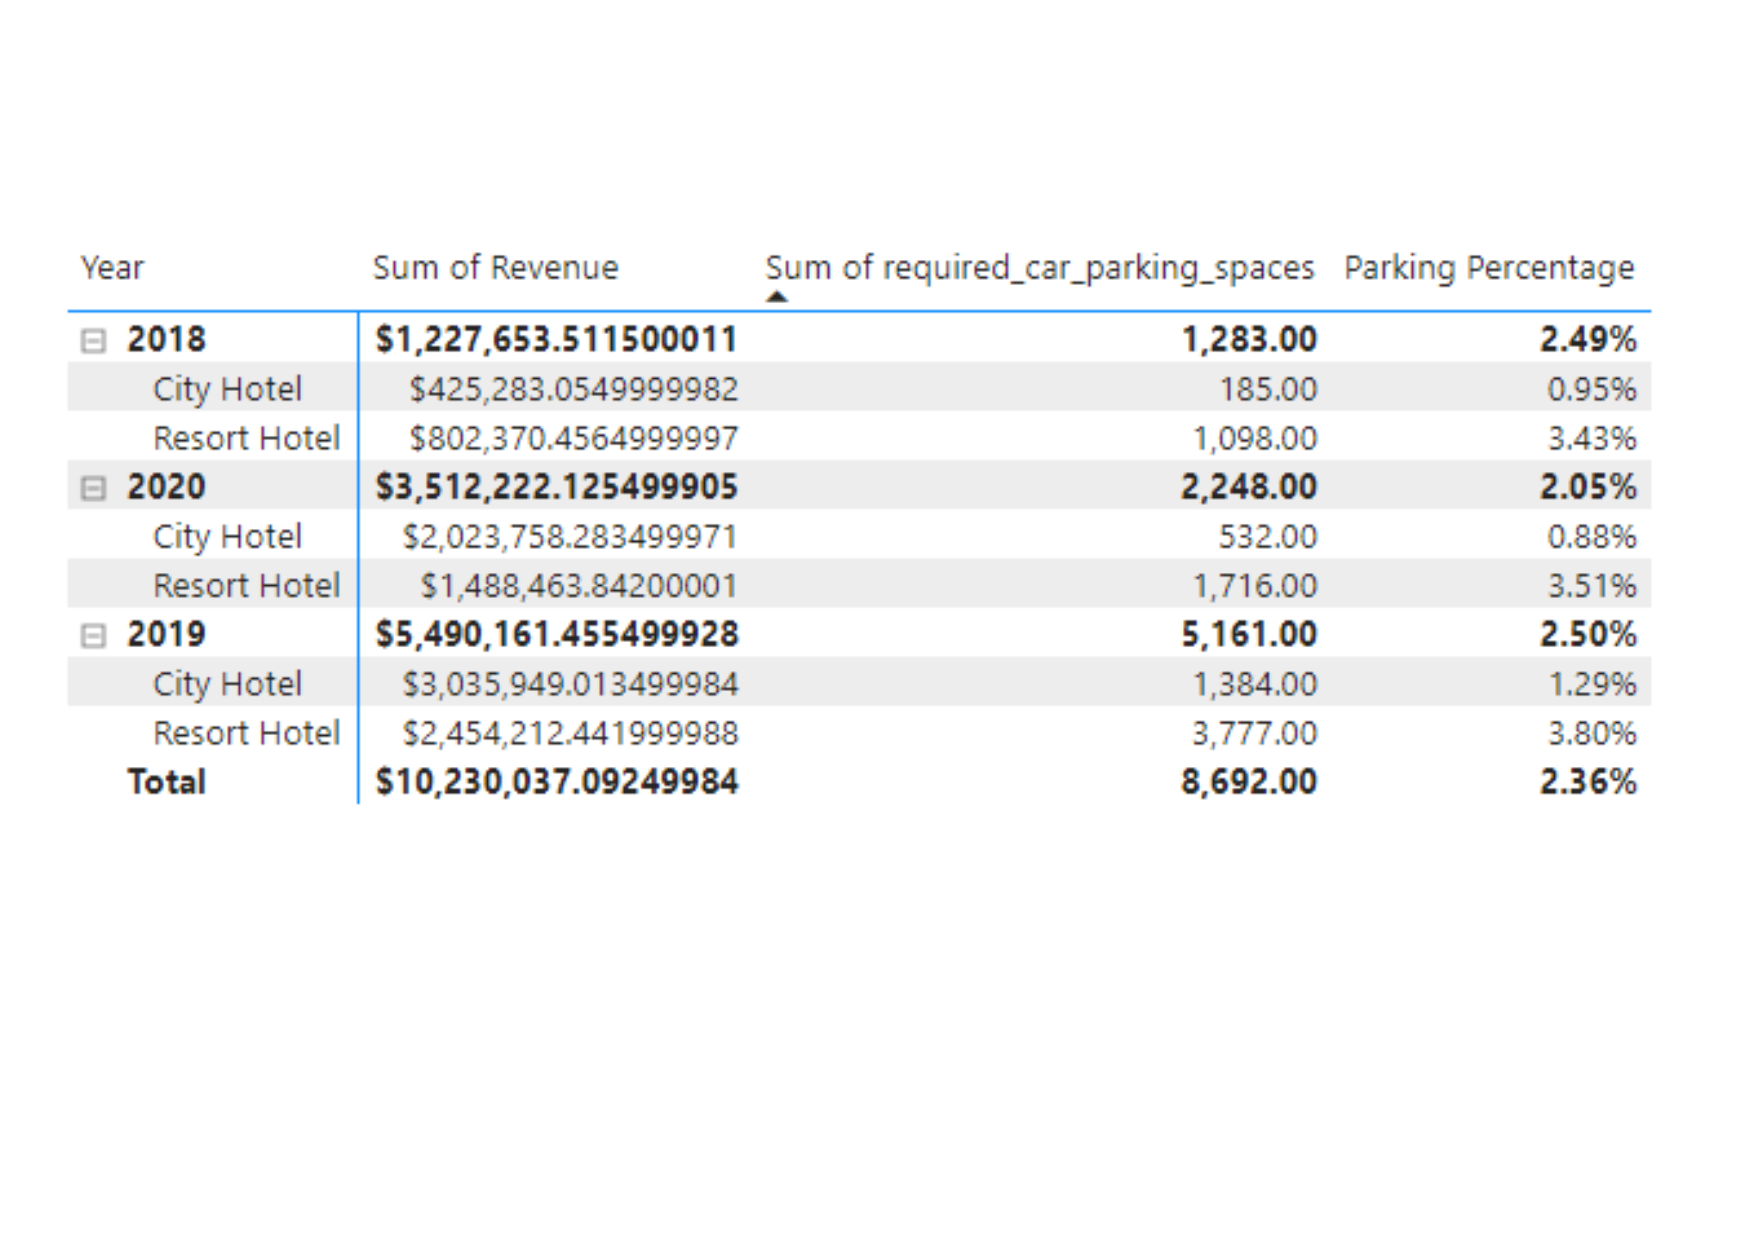 Year Sum of Revenue Sum of required_car_parking_spaces Parking Percentage
2018 $1,227,653.511500011 1,283.00 2.49%
City Hotel $425,283.0549999982 185.00 0.95%
Resort Hotel $802,370.4564999997 1,098.00 3.43%
2020 $3,512,222.125499905 2,248.00 2.05%
City Hotel $2,023,758.283499971 532.00 0.88%
Resort Hotel $1,488,463.84200001 1,716.00 3.51%
2019 $5,490,161.455499928 5,161.00 2.50%
City Hotel $3,035,949.013499984 1,384.00 1.29%
Resort Hotel $2,454,212.441999988 3,777.00 3.80%
Total $10,230,037.09249984 8,692.00 2.36%